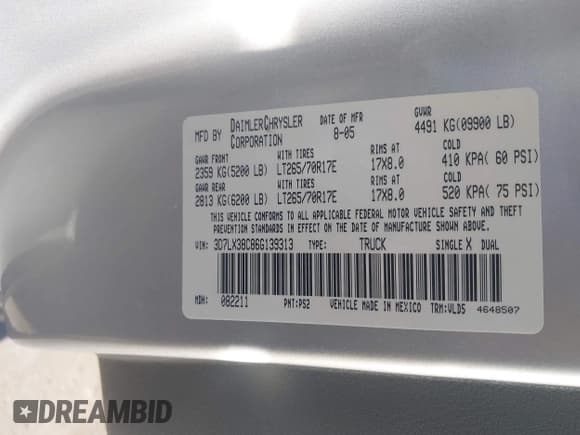 MFD BY DAIMLERCHRYSLER CORPORATION DATE OF MFR 8-05 GVWR 4491 KG(09900 LB)
GAWR FRONT WITH TIRES RIMS AT COLD
2359 KG(5200 LB) LT265/70R17E 17X8.0 410 KPA( 60 PSI)
GAWR REAR WITH TIRES RIMS AT COLD
2813 KG(6200 LB) LT265/70R17E 17X8.0 520 KPA( 75 PSI)
THIS VEHICLE CONFORMS TO ALL APPLICABLE FEDERAL MOTOR VEHICLE SAFETY AND THEFT
PREVENTION STANDARDS IN EFFECT ON THE DATE OF MANUFACTURE SHOWN ABOVE.
VIN: 3D7LX38C86G139313 TYPE: TRUCK SINGLE X DUAL
MDH: 082211 PNT:PS2 VEHICLE MADE IN MEXICO TRM:VLD5 4648507
DREAMBID